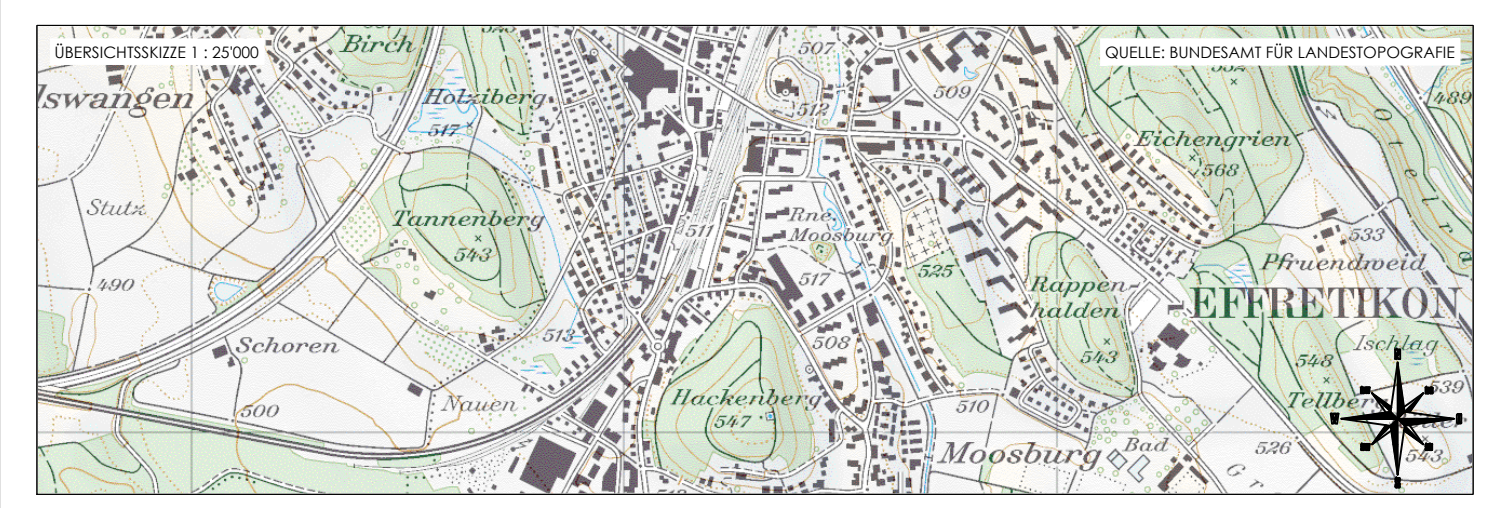 ÜBERSICHTSSKIZZE 1 : 25'000
QUELLE: BUNDESAMT FÜR LANDESTOPOGRAFIE
Birch
507
lswangen
Holziberg
512
509
489
517
Eichengrien
568
Stutz
Tannenberg
543
511
Rne.
Moosburg
525
517
533
Pfruendweid
490
Rappen-
halden
EFFRETIKON
513
508
543
Schoren
548
Ischlag
539
Hackenberg
547
Tellberg
500
Nauen
510
Moosburg
Bad
526
543